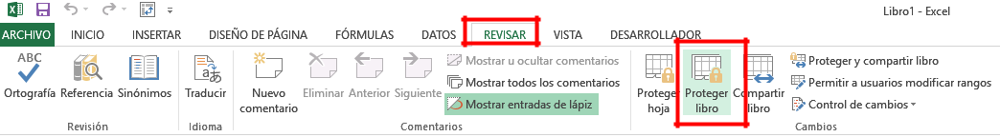 Libro1 - Excel
ARCHIVO INICIO INSERTAR DISEÑO DE PÁGINA FÓRMULAS DATOS REVISAR VISTA DESARROLLADOR
ABC
Ortografía Referencia Sinónimos
Revisión
Traducir
Idioma
Nuevo
comentario
Eliminar Anterior Siguiente
Mostrar u ocultar comentarios
Mostrar todos los comentarios
Mostrar entradas de lápiz
Comentarios
Proteger
hoja
Proteger
libro
Compartir
libro
Proteger y compartir libro
Permitir a usuarios modificar rangos
Control de cambios
Cambios